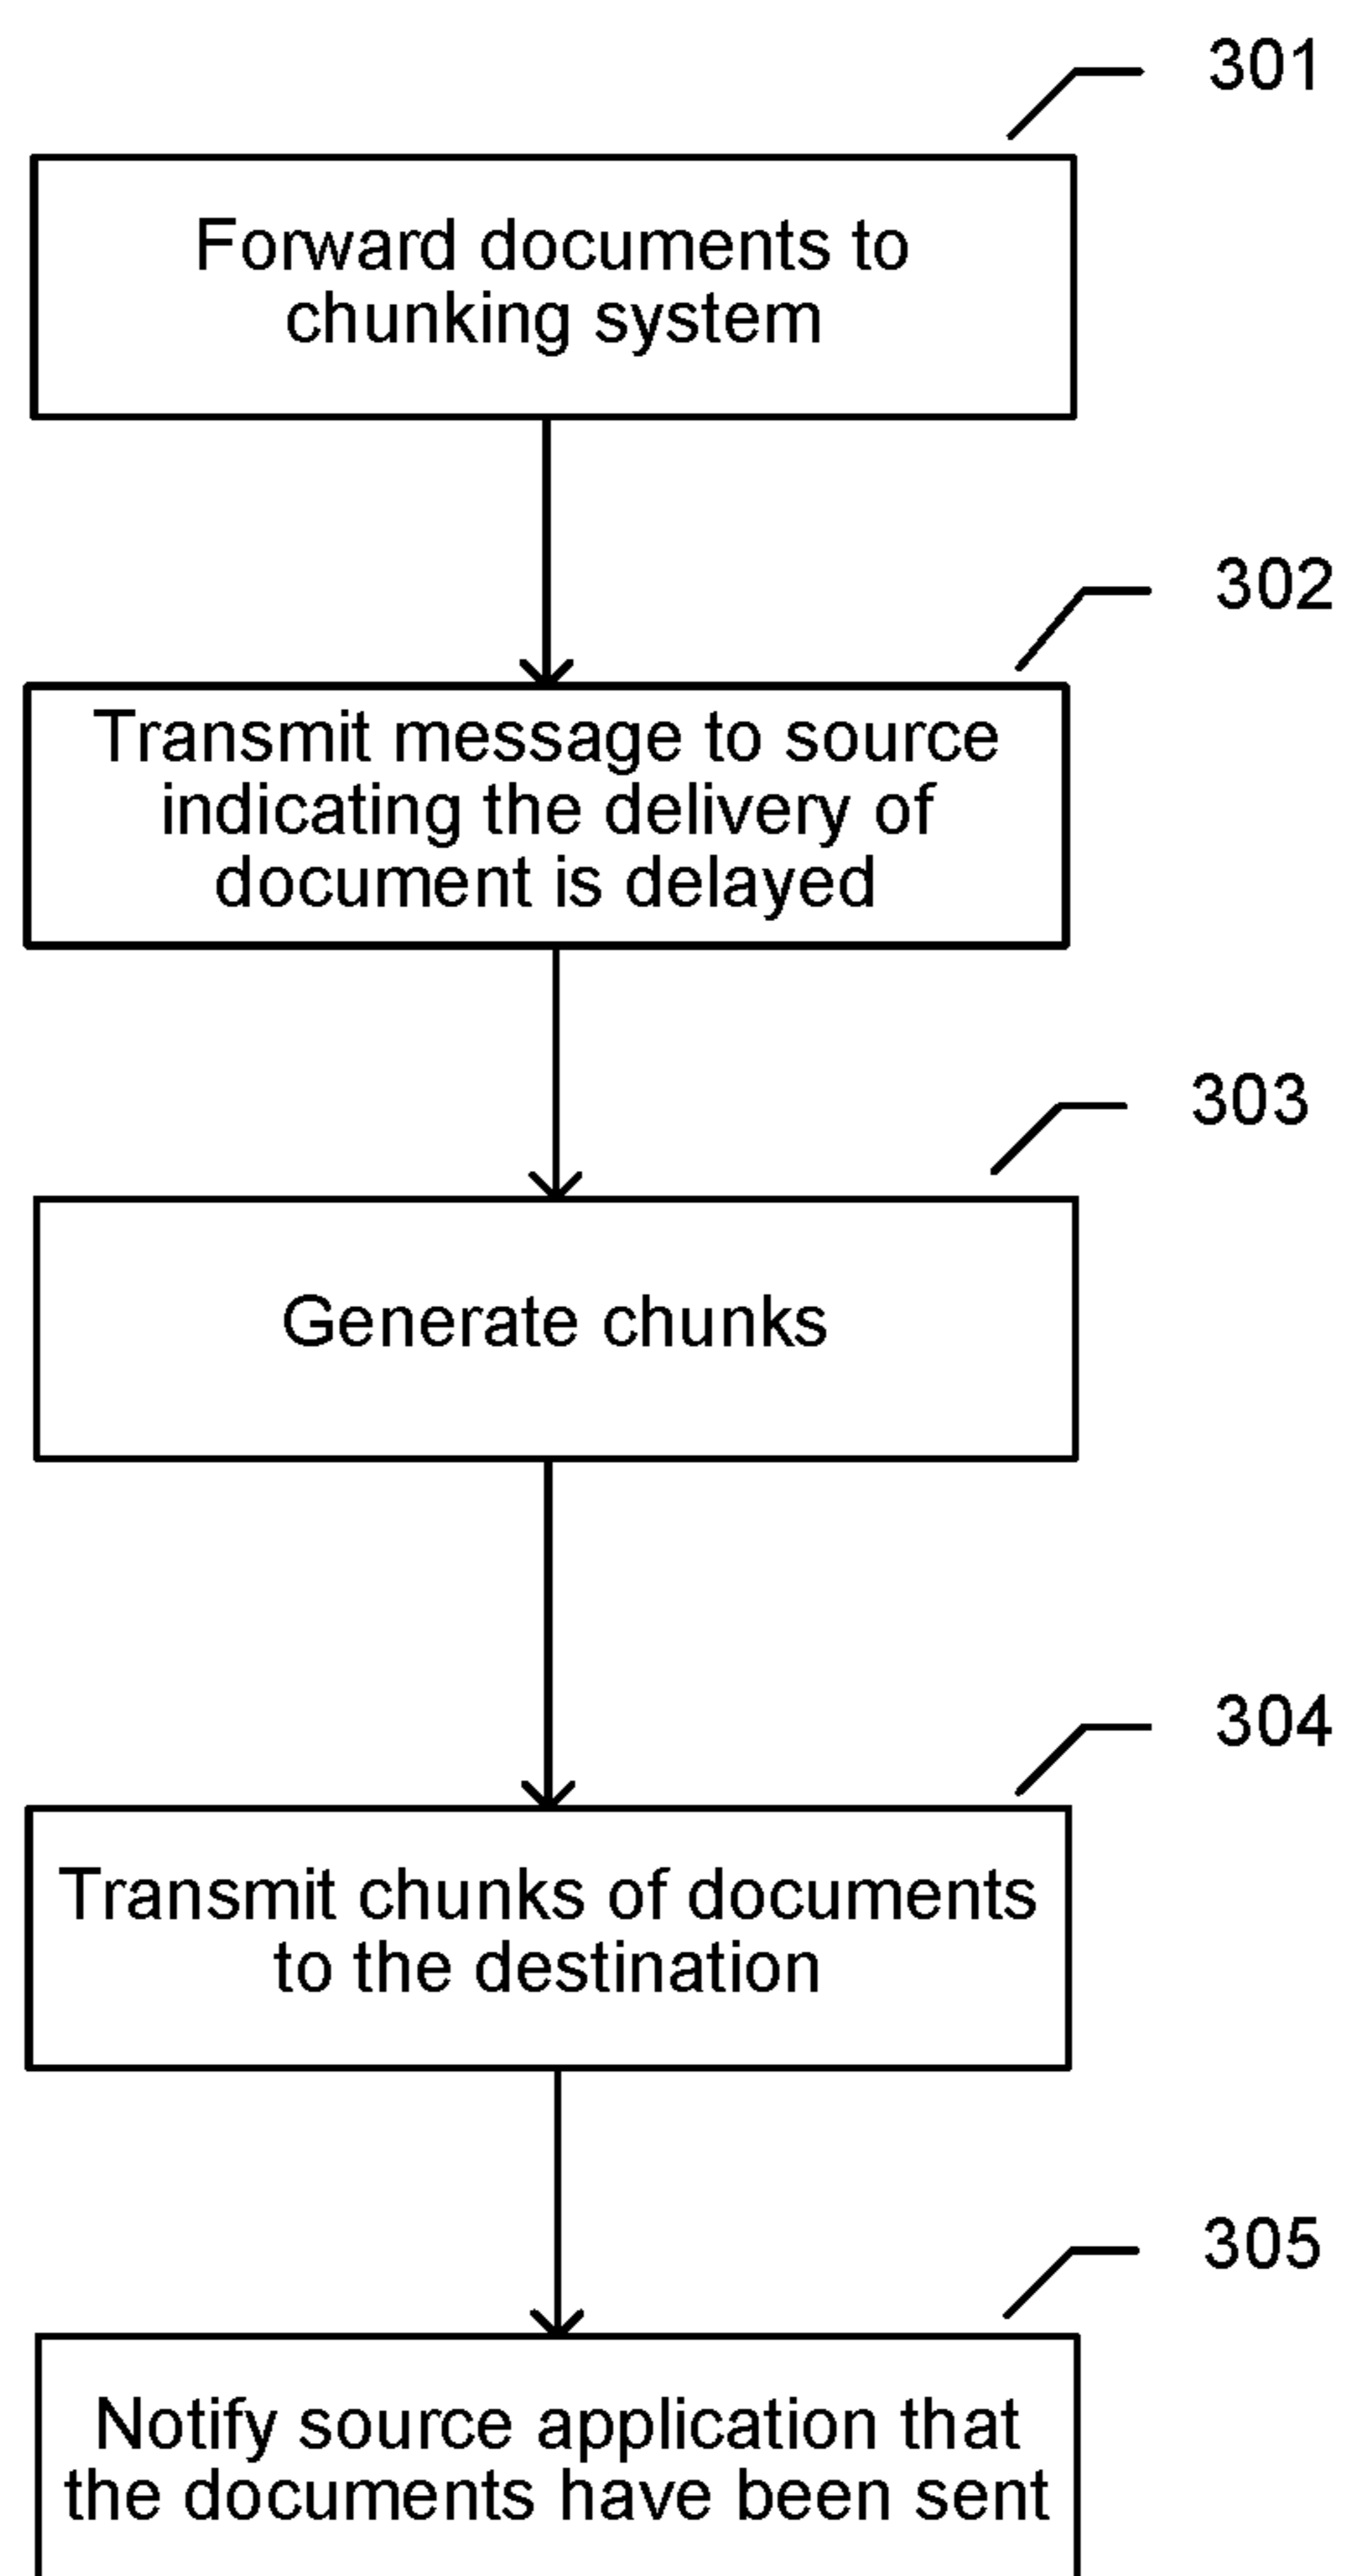 301
Forward documents to
chunking system
302
Transmit message to source
indicating the delivery of
document is delayed
303
Generate chunks
304
Transmit chunks of documents
to the destination
305
Notify source application that
the documents have been sent